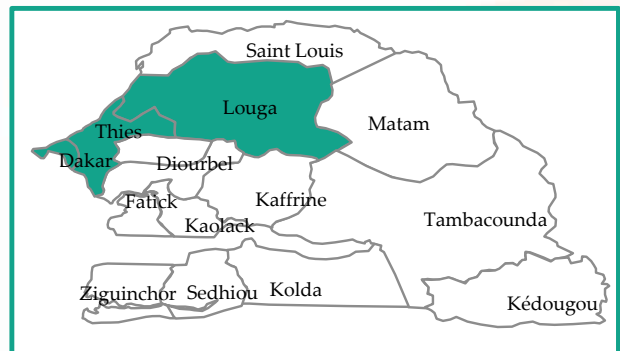 Saint Louis
Louga
Matam
Thies
Dakar
Diourbel
Fatick
Kaffrine
Kaolack
Tambacounda
Ziguinchor
Sedhiou
Kolda
Kédougou